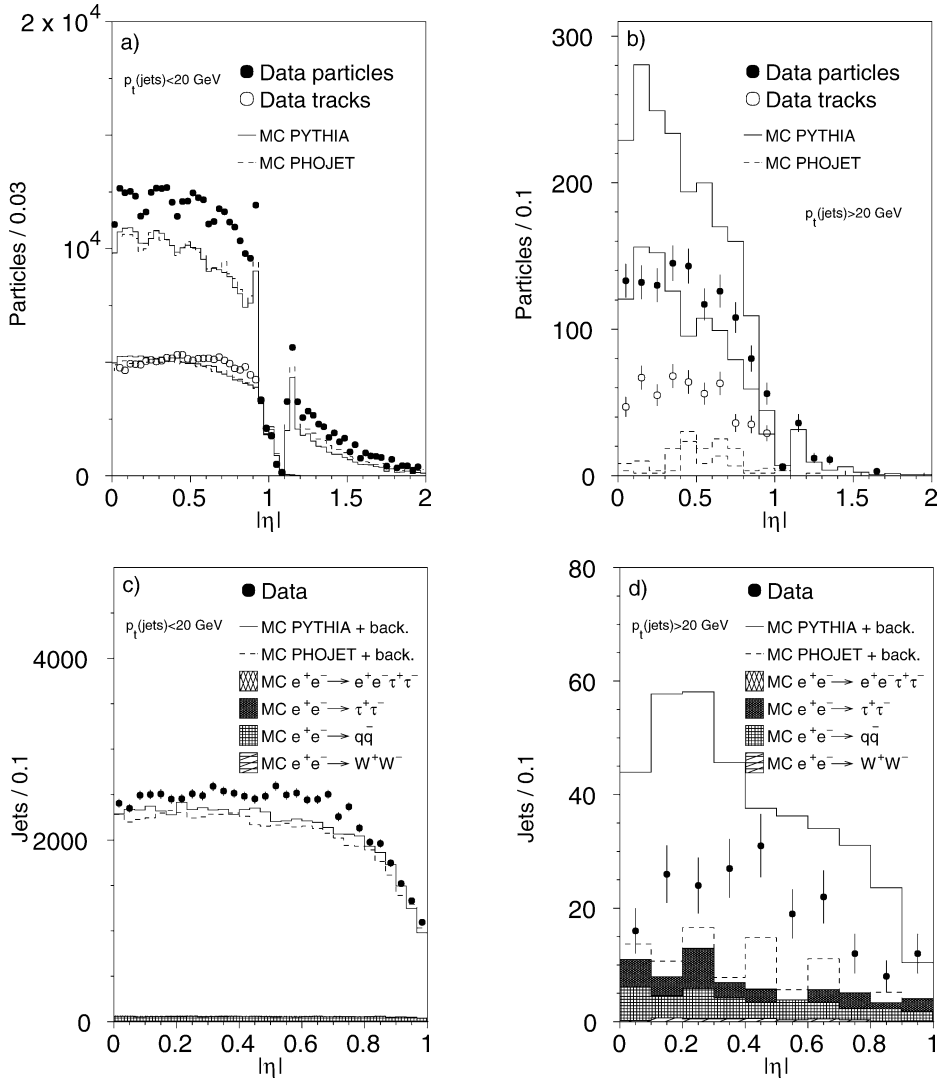 a)
p_t(jets)<20 GeV
Data particles
Data tracks
MC PYTHIA
MC PHOJET
Particles / 0.03
2 x 10^4
10^4
0
0 0.5 1 1.5 2
|η|
b)
Data particles
Data tracks
MC PYTHIA
MC PHOJET
p_t(jets)>20 GeV
Particles / 0.1
300
200
100
0
0 0.5 1 1.5 2
|η|
c)
Data
p_t(jets)<20 GeV
MC PYTHIA + back.
MC PHOJET + back.
MC e⁺e⁻→ e⁺e⁻τ⁺τ⁻
MC e⁺e⁻→ τ⁺τ⁻
MC e⁺e⁻→ qq̄
MC e⁺e⁻→ W⁺W⁻
Jets / 0.1
4000
2000
0
0 0.2 0.4 0.6 0.8 1
|η|
d)
Data
p_t(jets)>20 GeV
MC PYTHIA + back.
MC PHOJET + back.
MC e⁺e⁻→ e⁺e⁻τ⁺τ⁻
MC e⁺e⁻→ τ⁺τ⁻
MC e⁺e⁻→ qq̄
MC e⁺e⁻→ W⁺W⁻
Jets / 0.1
80
60
40
20
0
0 0.2 0.4 0.6 0.8 1
|η|